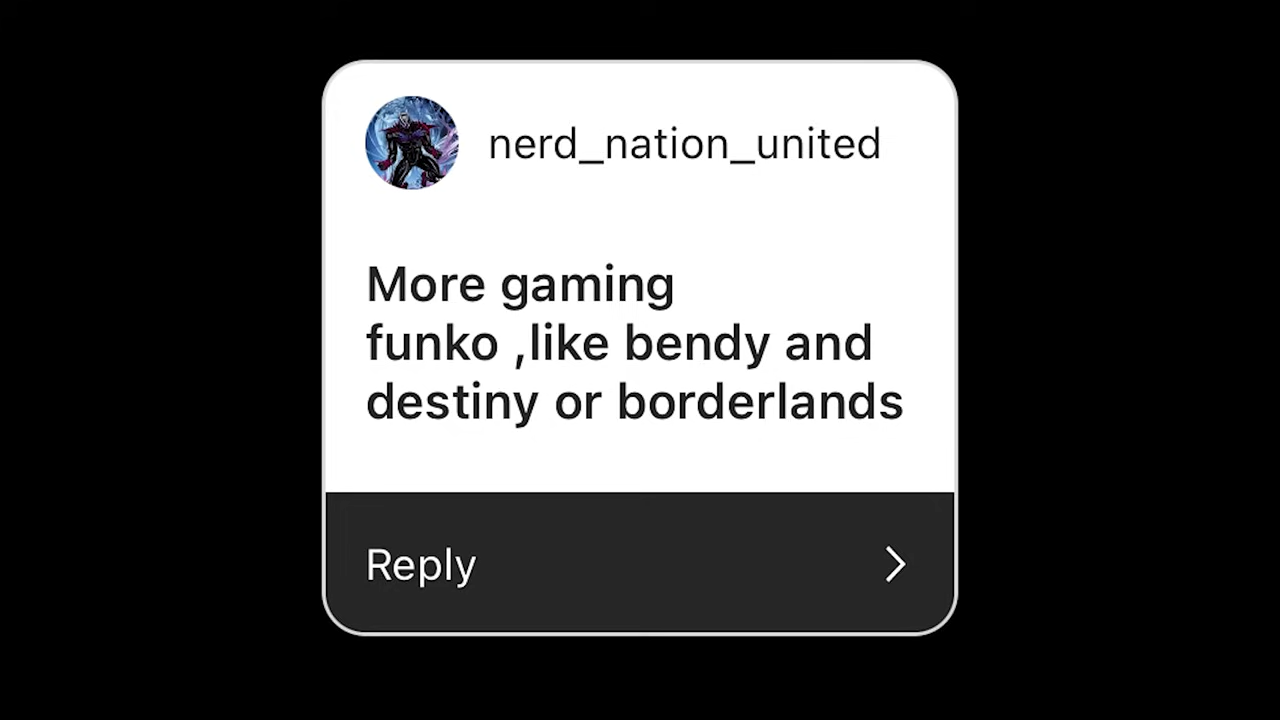 nerd_nation_united
More gaming
funko ,like bendy and
destiny or borderlands
Reply